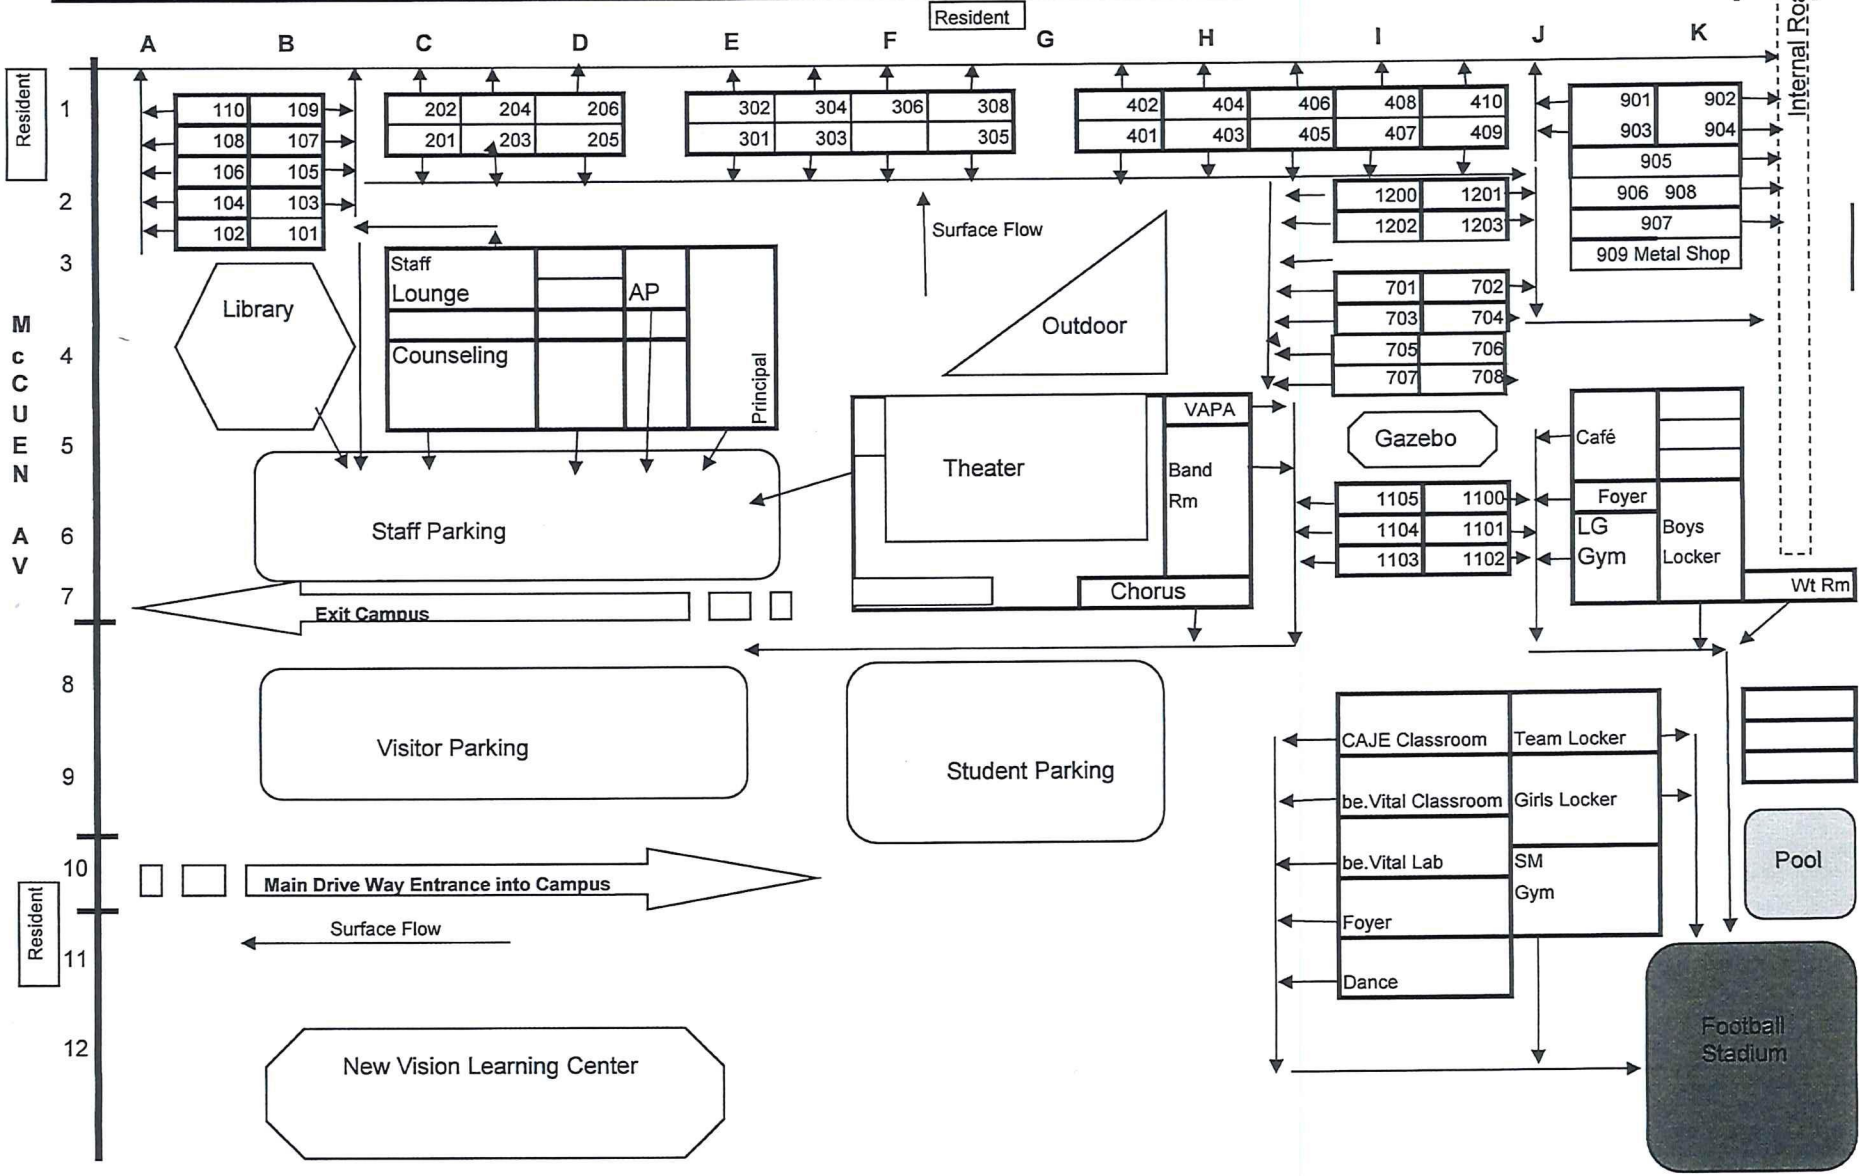 Resident
A B C D E F G H I J K
Internal Roa
Resident
1
110 109
108 107
106 105
104 103
102 101
202 204 206
201 203 205
302 304 306 308
301 303 305
402 404 406 408 410
401 403 405 407 409
901 902
903 904
905
906 908
907
909 Metal Shop
2
1200 1201
1202 1203
Surface Flow
3
Library
Staff
Lounge
AP
Counseling
Principal
Outdoor
701 702
703 704
705 706
707 708
4
McCUEN AV
5
Staff Parking
Theater
VAPA
Band
Rm
Chorus
Gazebo
Café
Foyer
LG
Gym
Boys
Locker
Wt Rm
1105 1100
1104 1101
1103 1102
6
7
Exit Campus
8
Visitor Parking
Student Parking
9
CAJE Classroom
Team Locker
be.Vital Classroom
Girls Locker
be.Vital Lab
SM
Gym
Foyer
Dance
Pool
10
Main Drive Way Entrance into Campus
Resident
Surface Flow
11
12
New Vision Learning Center
Football
Stadium